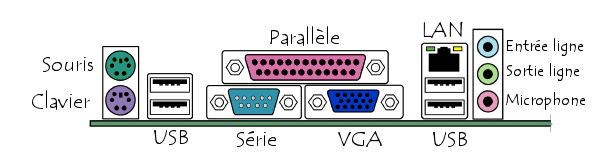 LAN
Parallèle
Entrée ligne
Souris
Sortie ligne
Clavier
Microphone
USB
Série
VGA
USB